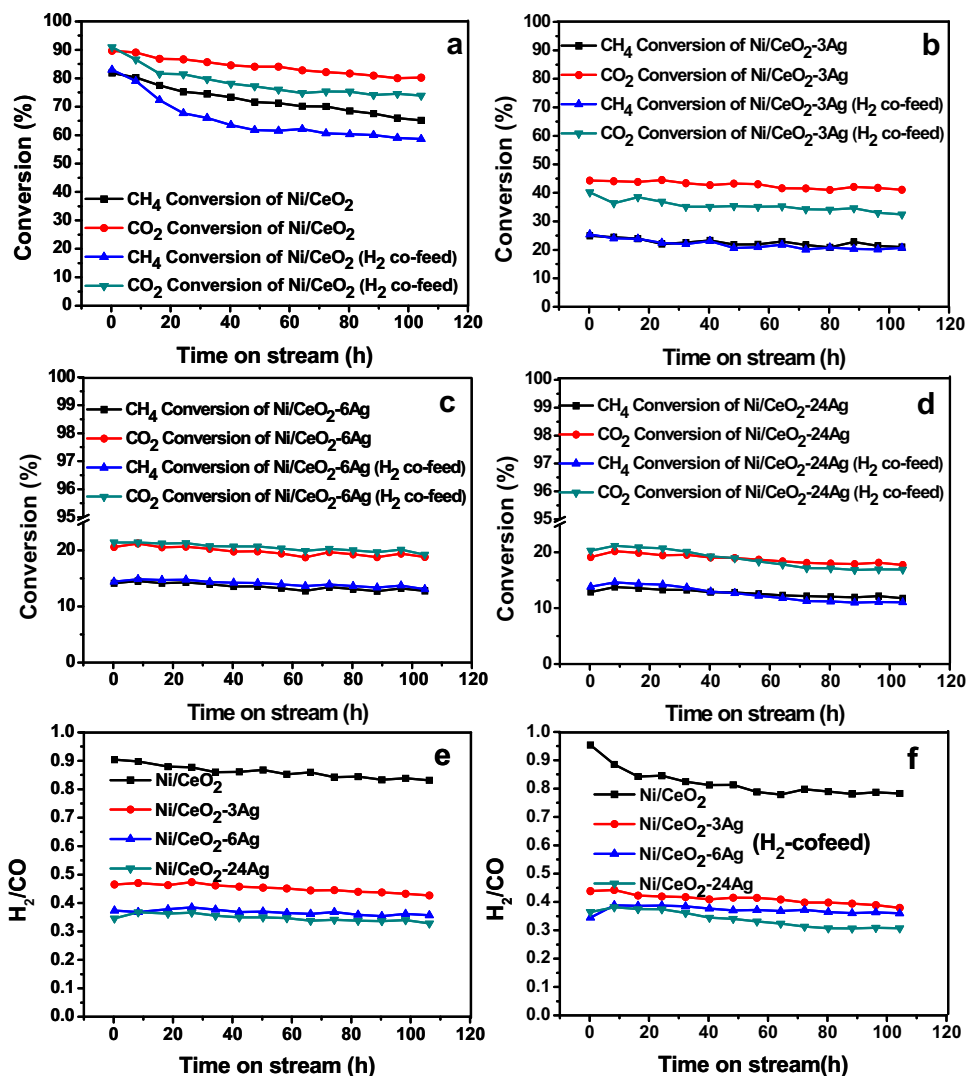 a
100
90
80
70
60
50
40
30
20
10
0
Conversion (%)
CH4 Conversion of Ni/CeO2
CO2 Conversion of Ni/CeO2
CH4 Conversion of Ni/CeO2 (H2 co-feed)
CO2 Conversion of Ni/CeO2 (H2 co-feed)
0 20 40 60 80 100 120
Time on stream (h)
b
100
90
80
70
60
50
40
30
20
10
0
Conversion (%)
CH4 Conversion of Ni/CeO2-3Ag
CO2 Conversion of Ni/CeO2-3Ag
CH4 Conversion of Ni/CeO2-3Ag (H2 co-feed)
CO2 Conversion of Ni/CeO2-3Ag (H2 co-feed)
0 20 40 60 80 100 120
Time on stream (h)
c
100
99
98
97
96
95
20
10
0
Conversion (%)
CH4 Conversion of Ni/CeO2-6Ag
CO2 Conversion of Ni/CeO2-6Ag
CH4 Conversion of Ni/CeO2-6Ag (H2 co-feed)
CO2 Conversion of Ni/CeO2-6Ag (H2 co-feed)
0 20 40 60 80 100 120
Time on stream (h)
d
100
99
98
97
96
95
20
10
0
Conversion (%)
CH4 Conversion of Ni/CeO2-24Ag
CO2 Conversion of Ni/CeO2-24Ag
CH4 Conversion of Ni/CeO2-24Ag (H2 co-feed)
CO2 Conversion of Ni/CeO2-24Ag (H2 co-feed)
0 20 40 60 80 100 120
Time on stream (h)
e
1.0
0.9
0.8
0.7
0.6
0.5
0.4
0.3
0.2
0.1
0.0
H2/CO
Ni/CeO2
Ni/CeO2-3Ag
Ni/CeO2-6Ag
Ni/CeO2-24Ag
0 20 40 60 80 100 120
Time on stream (h)
f
1.0
0.9
0.8
0.7
0.6
0.5
0.4
0.3
0.2
0.1
0.0
H2/CO
Ni/CeO2
Ni/CeO2-3Ag
Ni/CeO2-6Ag
Ni/CeO2-24Ag
(H2-cofeed)
0 20 40 60 80 100 120
Time on stream(h)